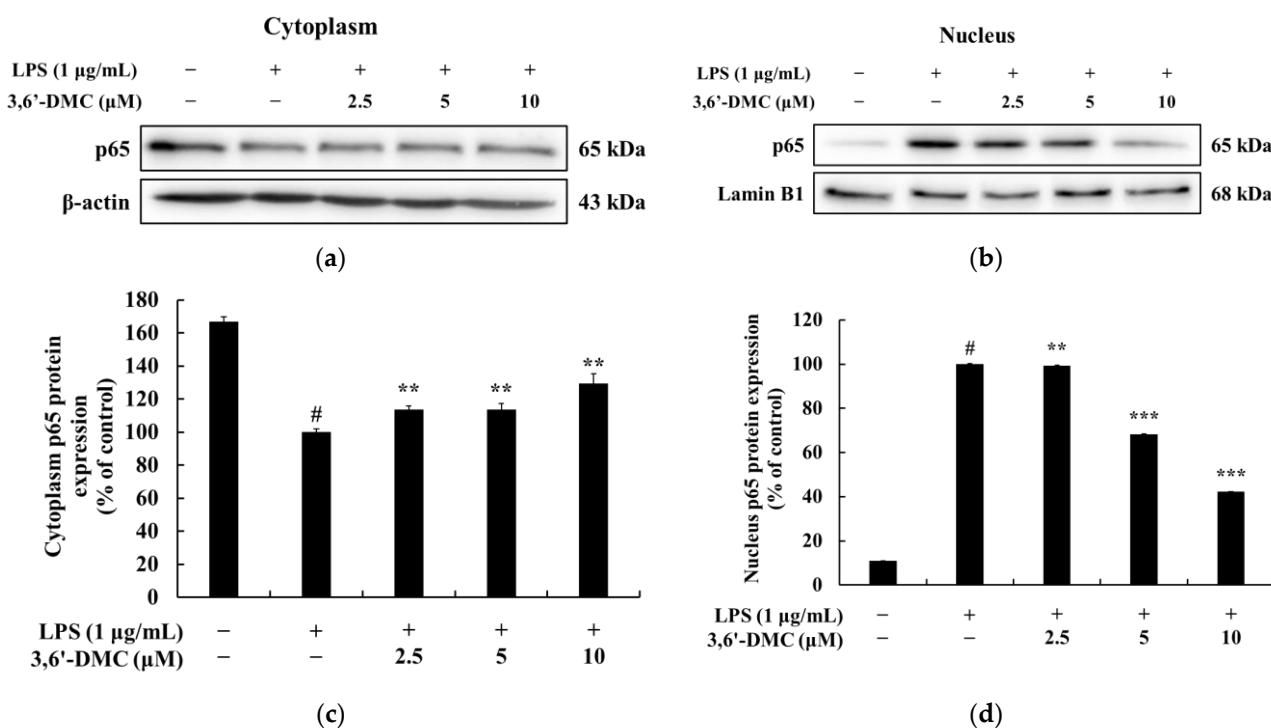 Cytoplasm
LPS (1 μg/mL) − + + + +
3,6’-DMC (μM) − − 2.5 5 10
p65 65 kDa
β-actin 43 kDa
(a)
Nucleus
LPS (1 μg/mL) − + + + +
3,6’-DMC (μM) − − 2.5 5 10
p65 65 kDa
Lamin B1 68 kDa
(b)
Cytoplasm p65 protein
expression
(% of control)
180
160
140
120
100
80
60
40
20
0
# ** ** **
LPS (1 μg/mL) − + + + +
3,6'-DMC (μM) − − 2.5 5 10
(c)
Nucleus p65 protein expression
(% of control)
120
100
80
60
40
20
0
# ** *** ***
LPS (1 μg/mL) − + + + +
3,6'-DMC (μM) − − 2.5 5 10
(d)